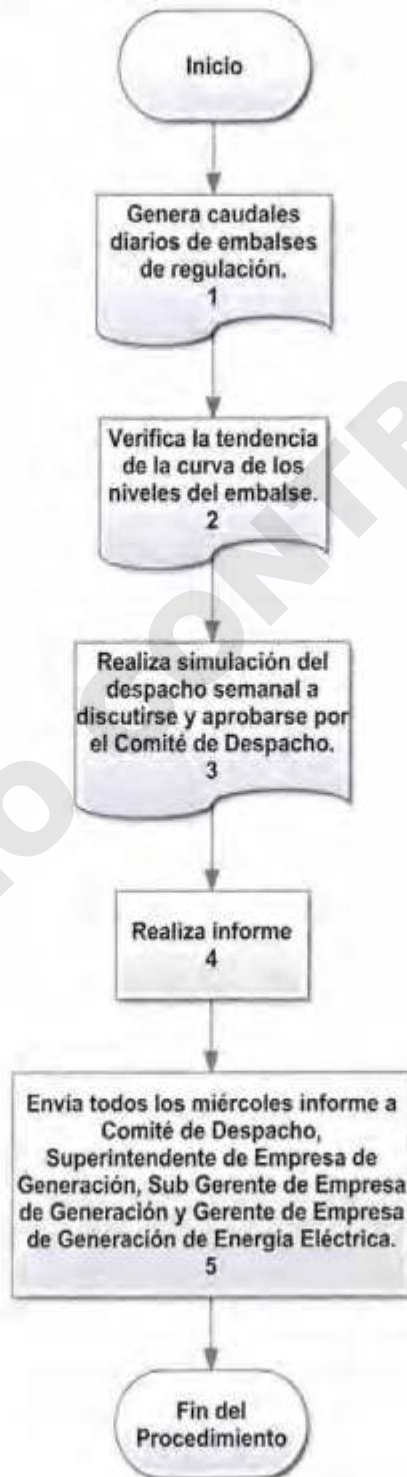 Inicio
Genera caudales
diarios de embalses
de regulación.
1
Verifica la tendencia
de la curva de los
niveles del embalse.
2
Realiza simulación del
despacho semanal a
discutirse y aprobarse por
el Comité de Despacho.
3
Realiza informe
4
Envia todos los miércoles informe a
Comité de Despacho,
Superintendente de Empresa de
Generación, Sub Gerente de Empresa
de Generación y Gerente de Empresa
de Generación de Energía Eléctrica.
5
Fin del
Procedimiento